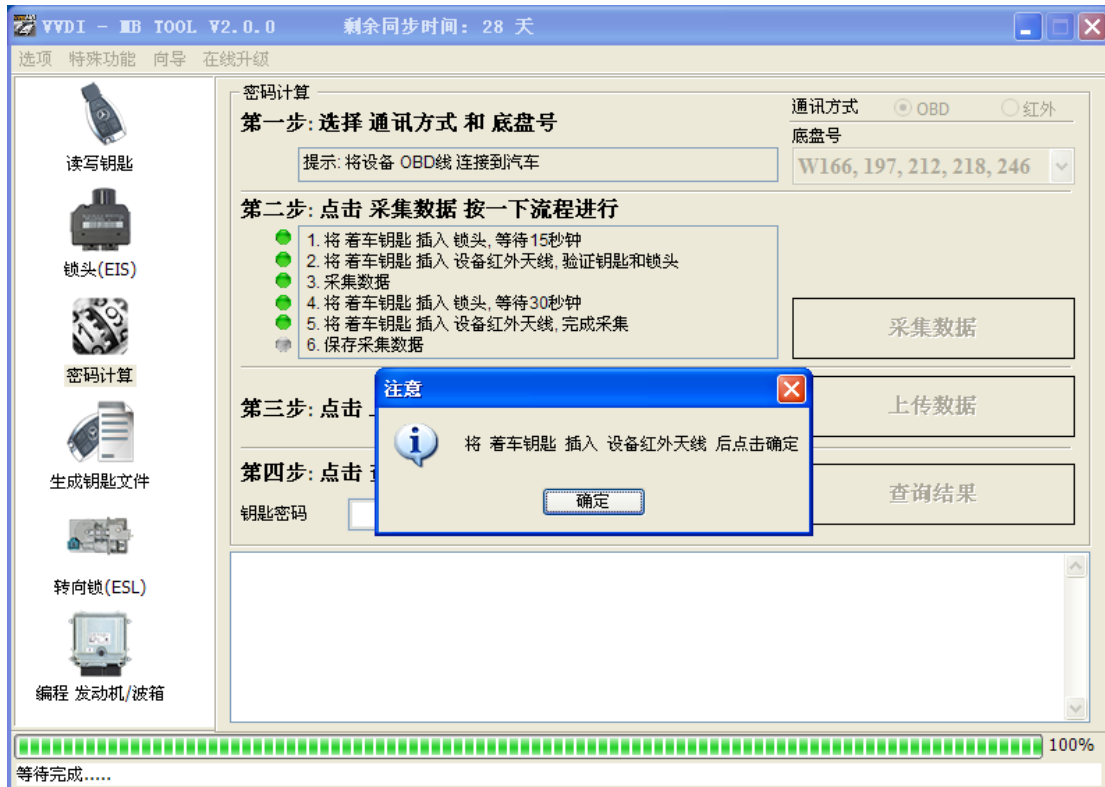 VVDI - MB TOOL V2.0.0 剩余同步时间: 28 天
选项 特殊功能 向导 在线升级
读写钥匙
锁头(EIS)
密码计算
生成钥匙文件
转向锁(ESL)
编程 发动机/波箱
密码计算
第一步: 选择 通讯方式 和 底盘号
提示: 将设备 OBD线 连接到汽车
通讯方式 OBD 红外
底盘号
W166, 197, 212, 218, 246
第二步: 点击 采集数据 按一下流程进行
1. 将 着车钥匙 插入 锁头, 等待15秒钟
2. 将 着车钥匙 插入 设备红外天线, 验证钥匙和锁头
3. 采集数据
4. 将 着车钥匙 插入 锁头, 等待30秒钟
5. 将 着车钥匙 插入 设备红外天线, 完成采集
6. 保存采集数据
采集数据
第三步: 点击
上传数据
第四步: 点击
查询结果
钥匙密码
注意
将 着车钥匙 插入 设备红外天线 后点击确定
确定
100%
等待完成.....